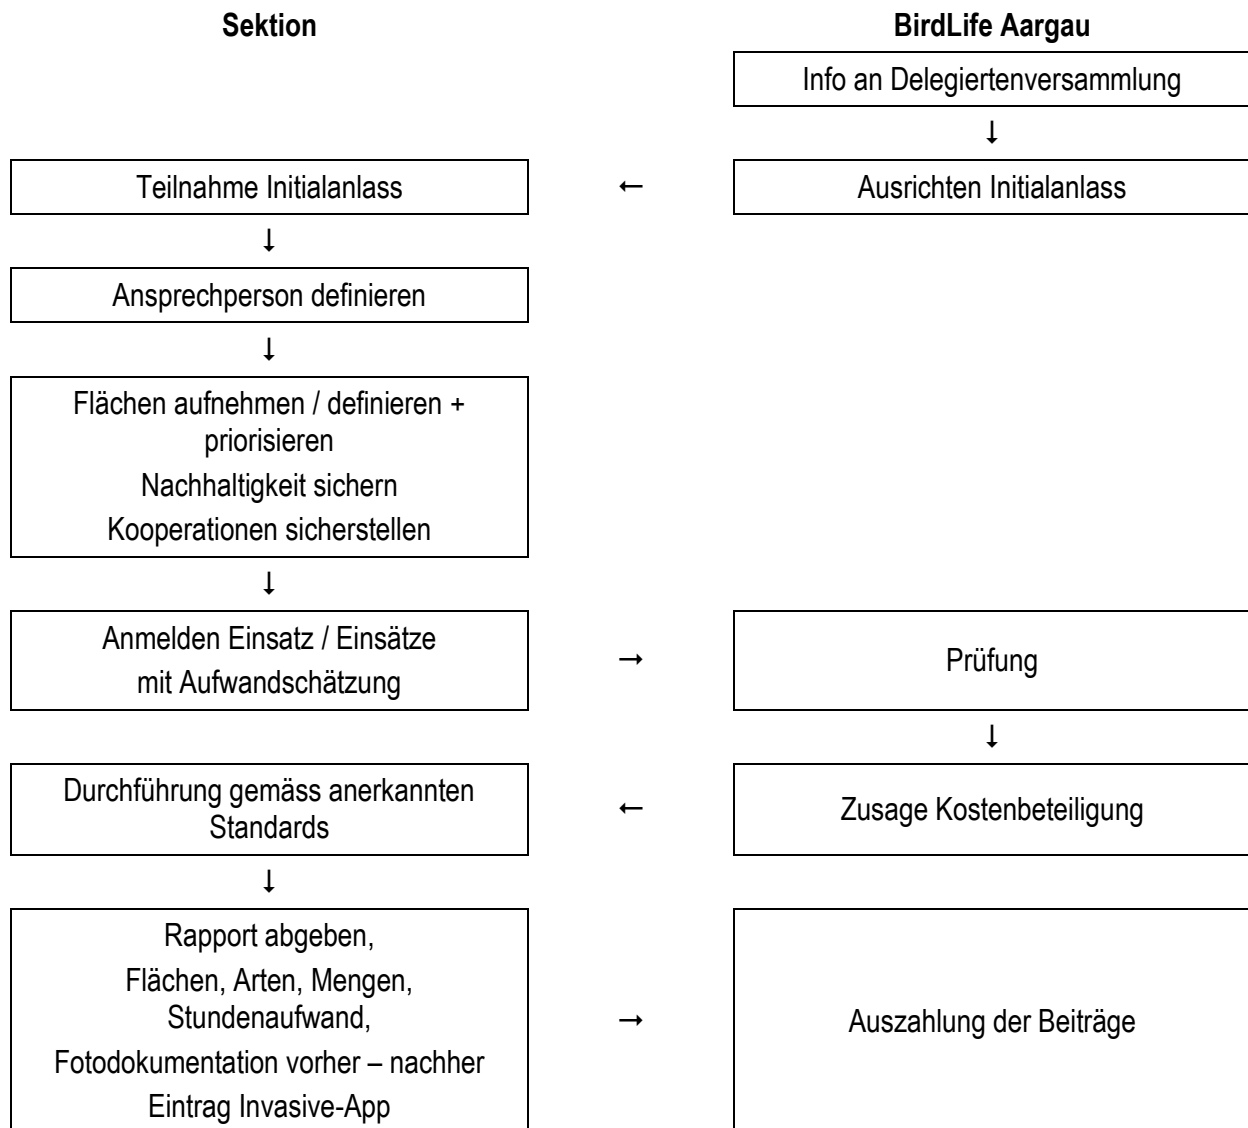 Sektion
BirdLife Aargau
Info an Delegiertenversammlung
↓
Teilnahme Initialanlass
←
Ausrichten Initialanlass
↓
Ansprechperson definieren
↓
Flächen aufnehmen / definieren +
priorisieren
Nachhaltigkeit sichern
Kooperationen sicherstellen
↓
Anmelden Einsatz / Einsätze
mit Aufwandschätzung
→
Prüfung
↓
Durchführung gemäss anerkannten
Standards
←
Zusage Kostenbeteiligung
↓
Rapport abgeben,
Flächen, Arten, Mengen,
Stundenaufwand,
Fotodokumentation vorher – nachher
Eintrag Invasive-App
→
Auszahlung der Beiträge